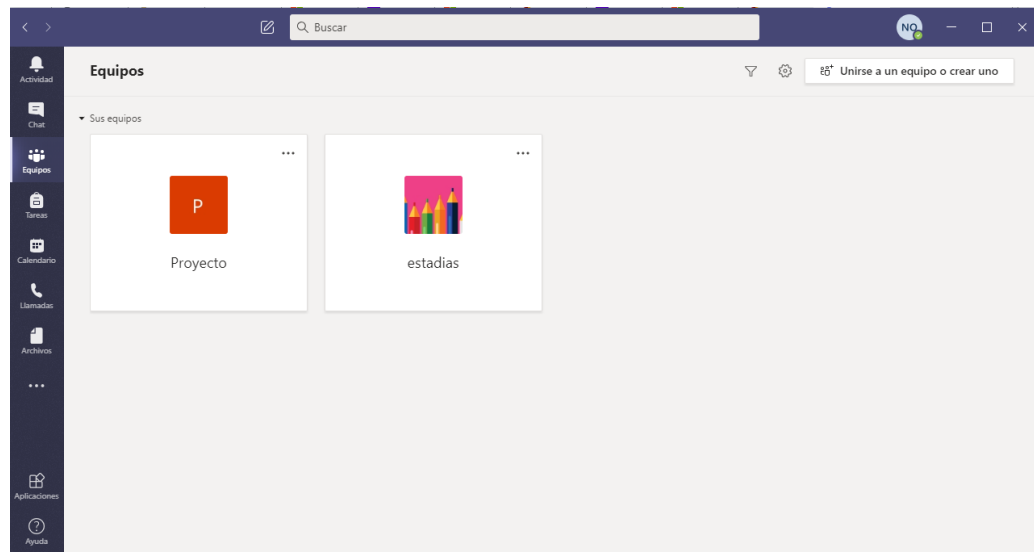 Buscar
NQ
Actividad
Chat
Equipos
Tareas
Calendario
Llamadas
Archivos
Aplicaciones
Ayuda
Equipos
Unirse a un equipo o crear uno
Sus equipos
P
Proyecto
estadias